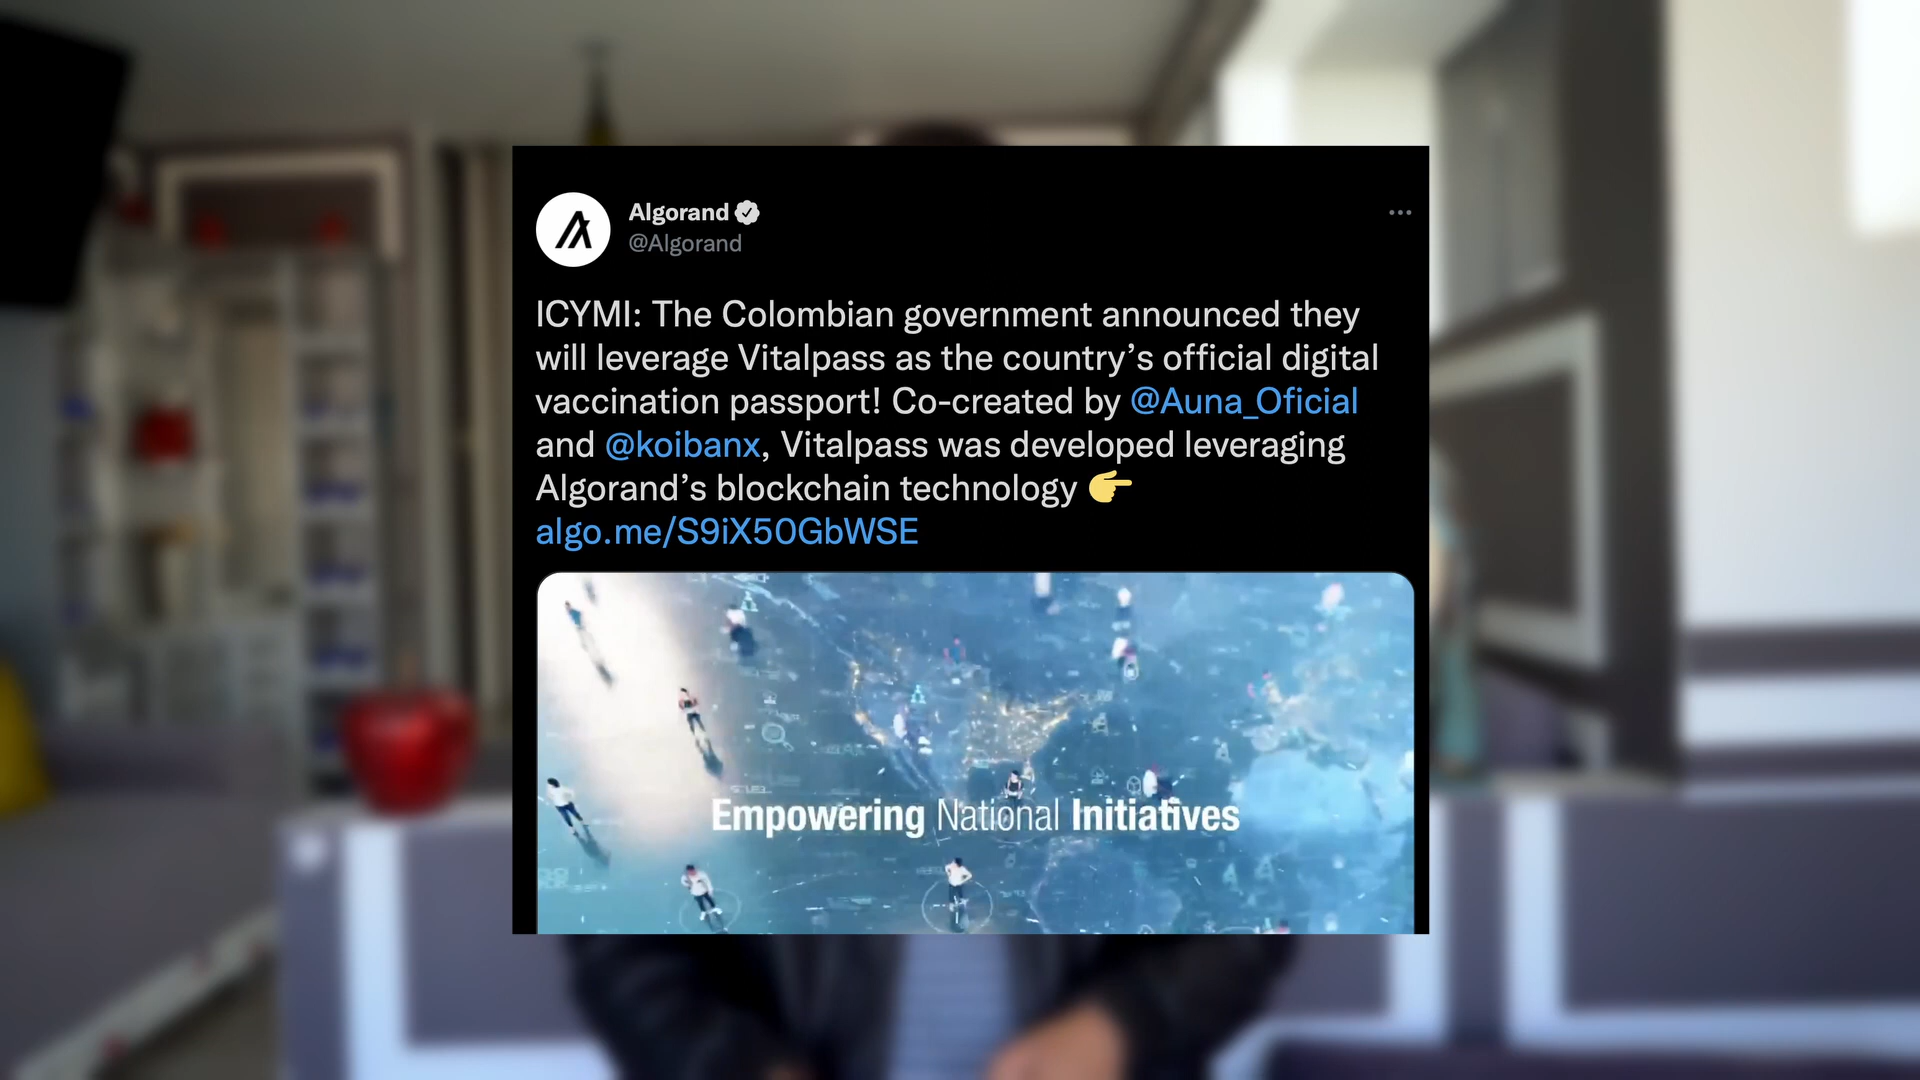 Algorand
@Algorand
ICYMI: The Colombian government announced they
will leverage Vitalpass as the country’s official digital
vaccination passport! Co-created by @Auna_Oficial
and @koibanx, Vitalpass was developed leveraging
Algorand’s blockchain technology 👉
algo.me/S9iX50GbWSE
Empowering National Initiatives